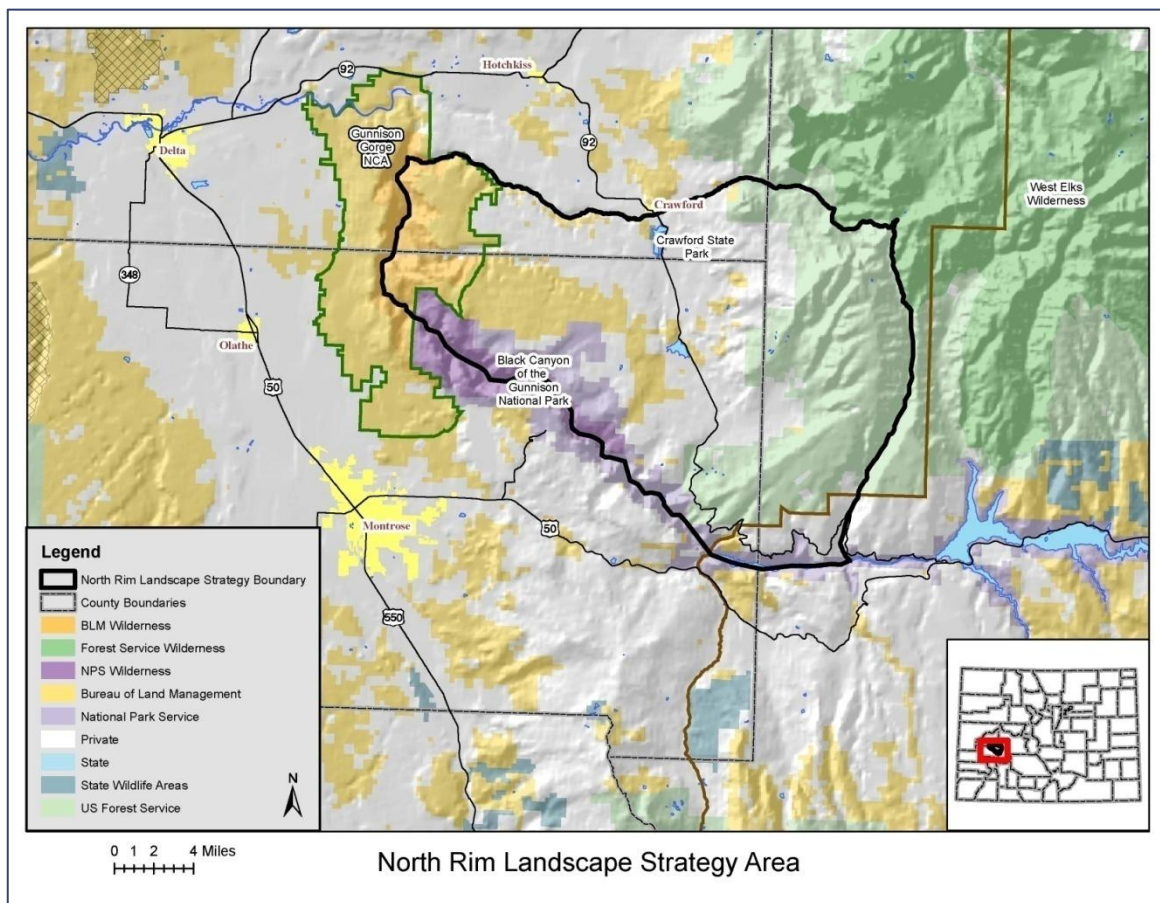 Hotchkiss
92
Gunnison
Gorge
NCA
Delta
92
West Elks
Wilderness
Crawford
Crawford State
Park
348
Olathe
50
Black Canyon
of the
Gunnison
National Park
Montrose
50
550
Legend
North Rim Landscape Strategy Boundary
County Boundaries
BLM Wilderness
Forest Service Wilderness
NPS Wilderness
Bureau of Land Management
National Park Service
Private
State
State Wildlife Areas
US Forest Service
N
0 1 2 4 Miles
North Rim Landscape Strategy Area